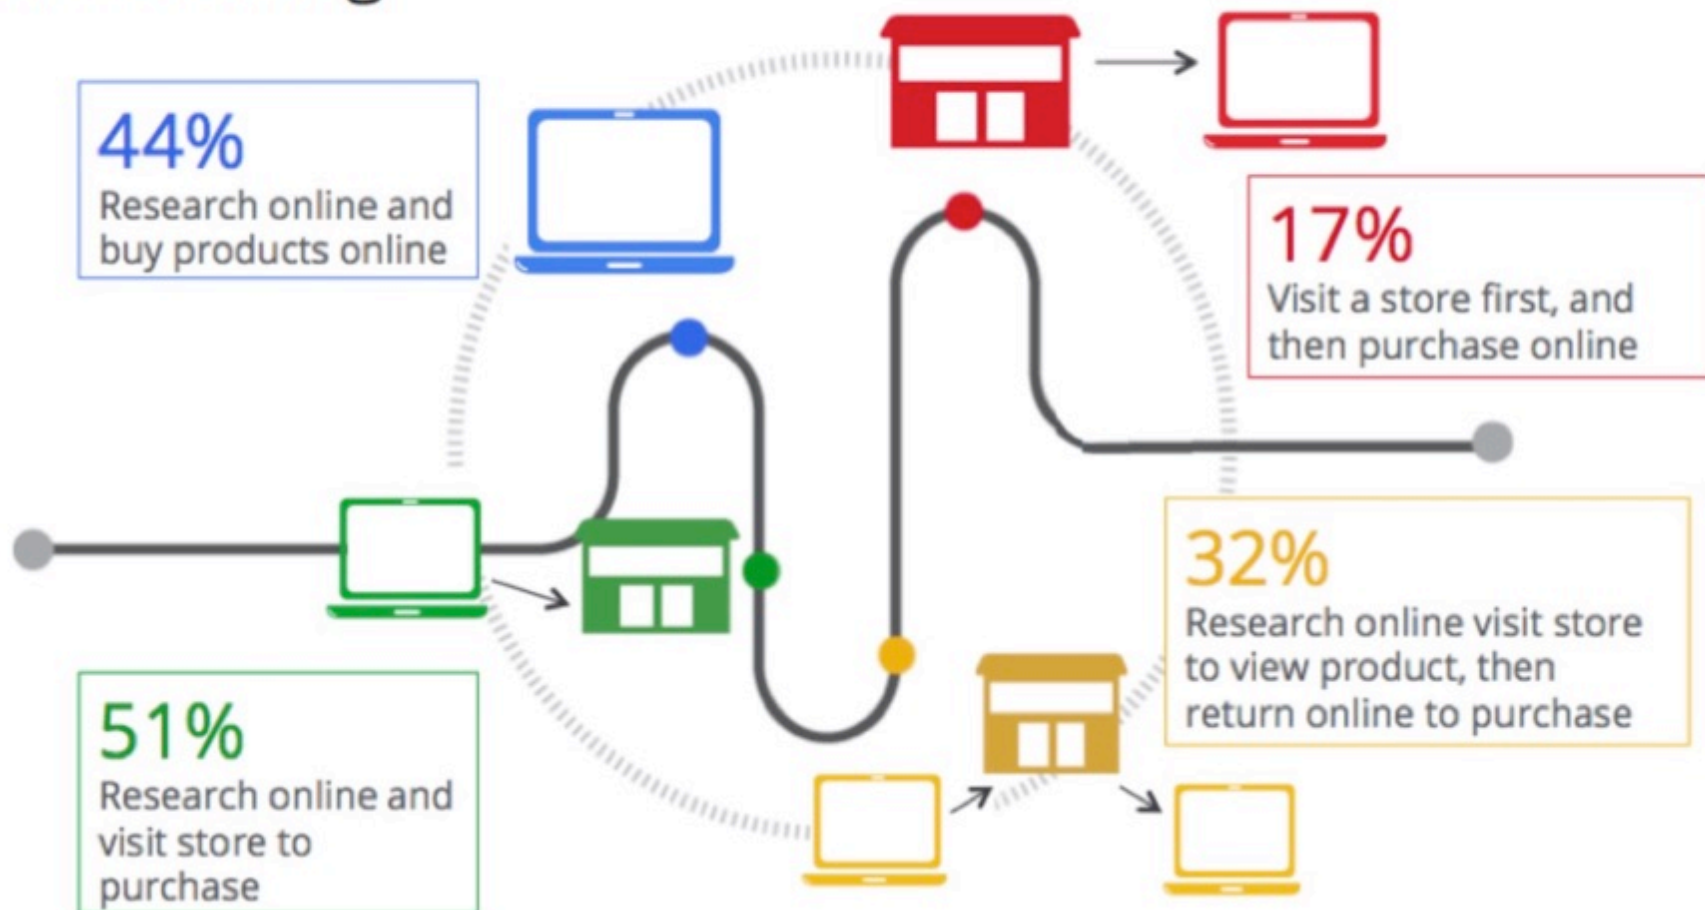 44%
Research online and
buy products online
17%
Visit a store first, and
then purchase online
32%
Research online visit store
to view product, then
return online to purchase
51%
Research online and
visit store to
purchase